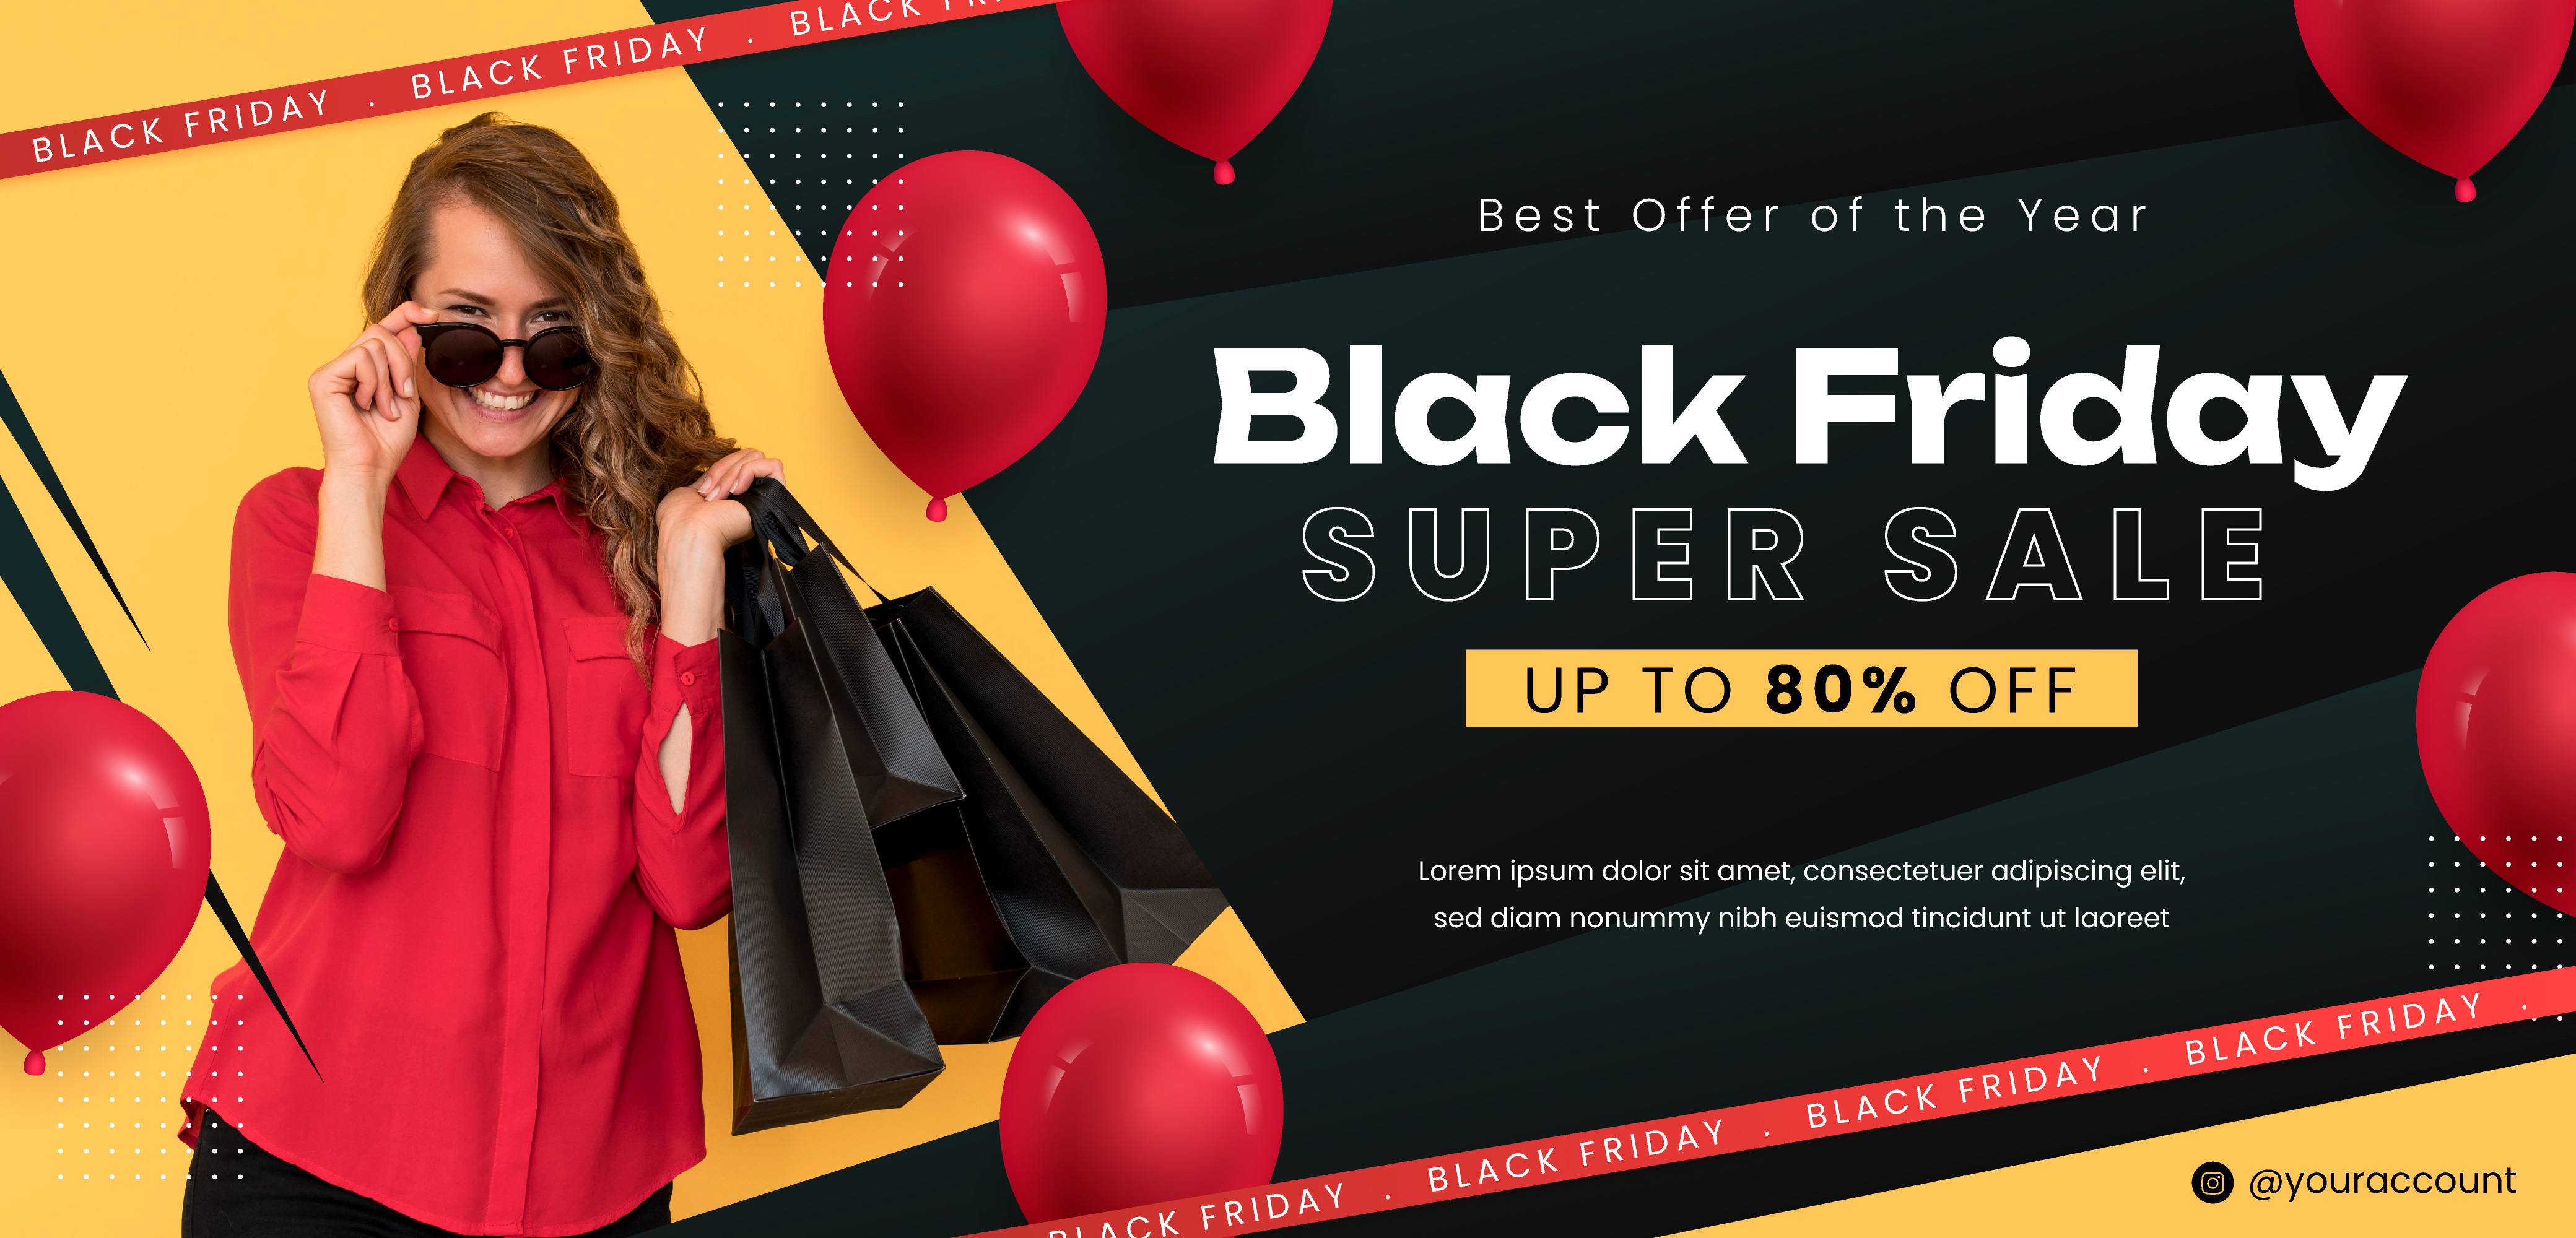 BLACK FRIDAY . BLACK FRIDAY . BLACK
Best Offer of the Year
Black Friday
SUPER SALE
UP TO 80% OFF
Lorem ipsum dolor sit amet, consectetuer adipiscing elit,
sed diam nonummy nibh euismod tincidunt ut laoreet
BLACK FRIDAY . BLACK FRIDAY . BLACK FRIDAY . BLACK FRIDAY .
@youraccount